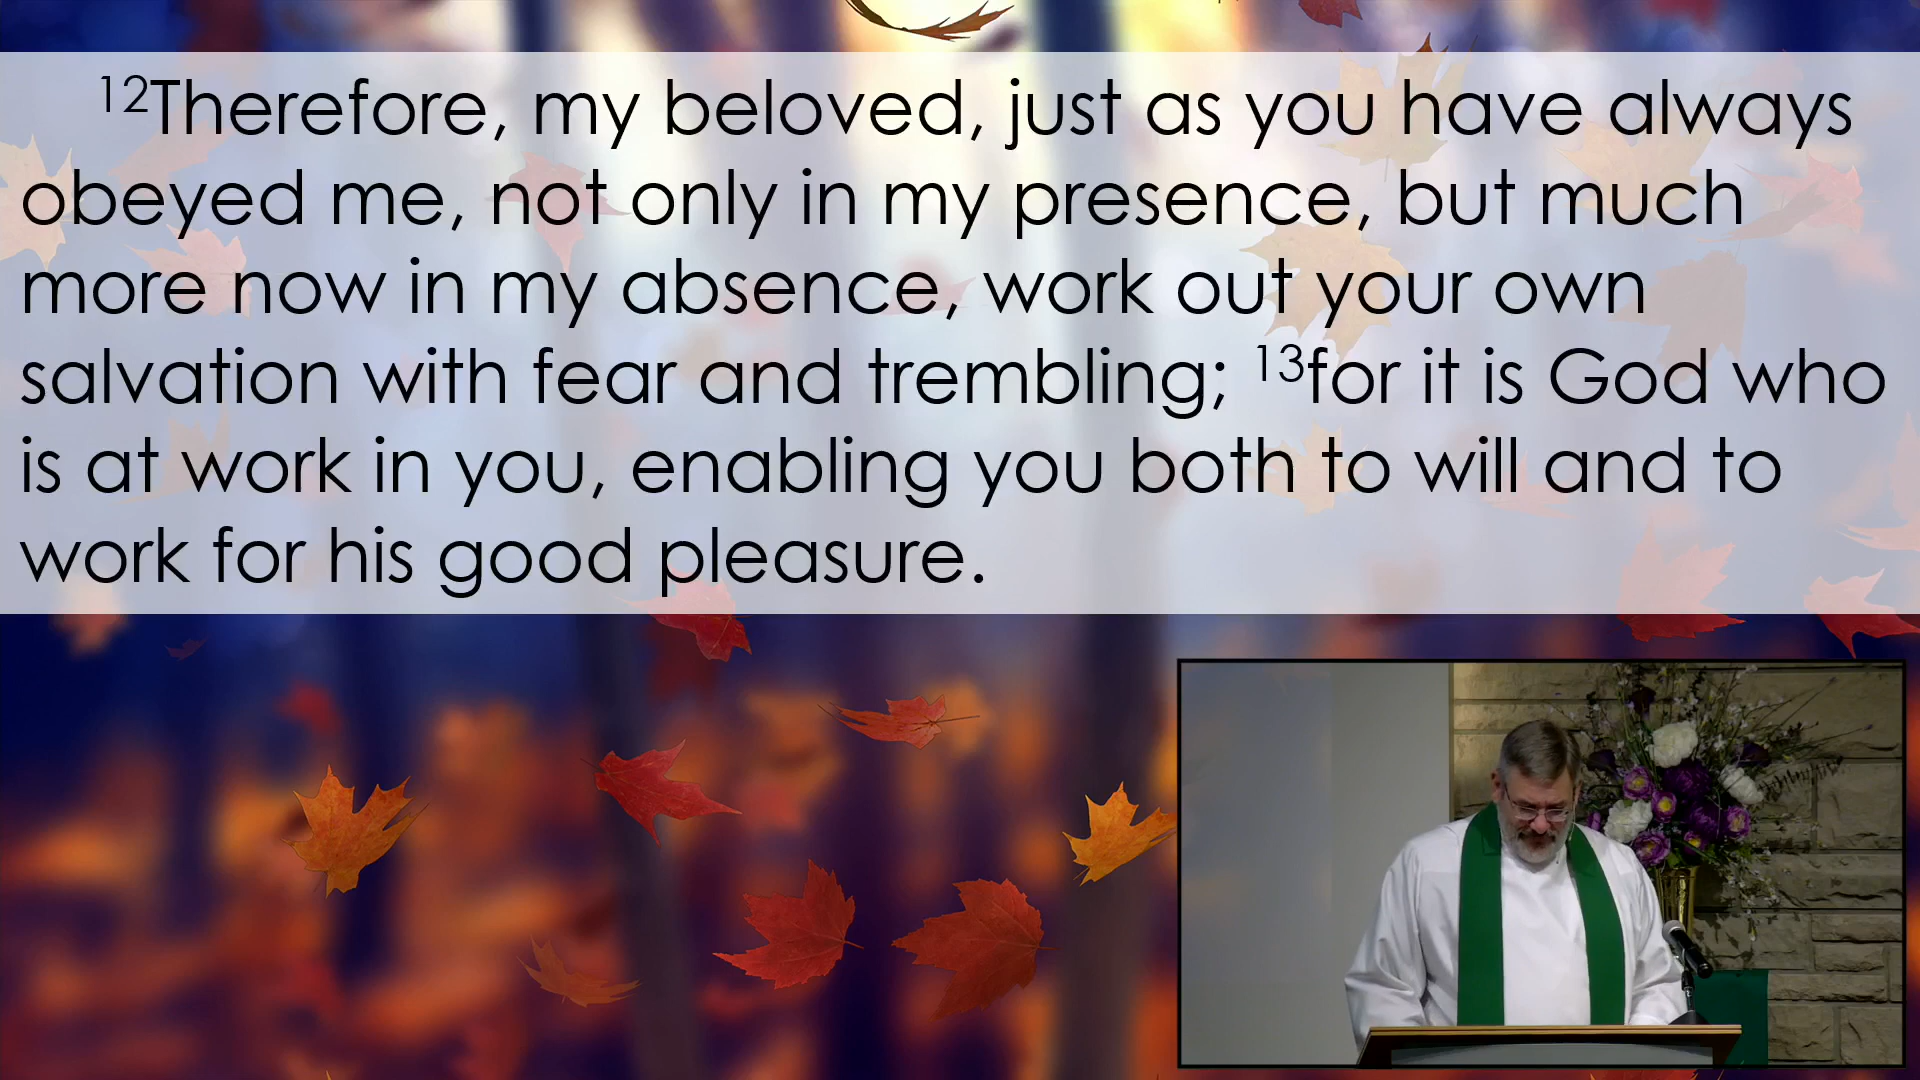 12Therefore, my beloved, just as you have always
obeyed me, not only in my presence, but much
more now in my absence, work out your own
salvation with fear and trembling; 13for it is God who
is at work in you, enabling you both to will and to
work for his good pleasure.